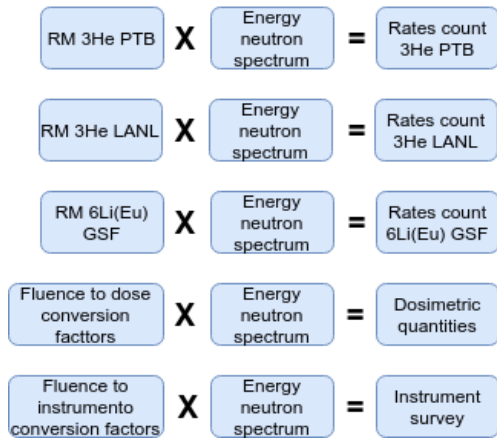 RM 3He PTB X Energy neutron spectrum = Rates count 3He PTB
RM 3He LANL X Energy neutron spectrum = Rates count 3He LANL
RM 6Li(Eu) GSF X Energy neutron spectrum = Rates count 6Li(Eu) GSF
Fluence to dose conversion facttors X Energy neutron spectrum = Dosimetric quantities
Fluence to instrumento conversion factors X Energy neutron spectrum = Instrument survey